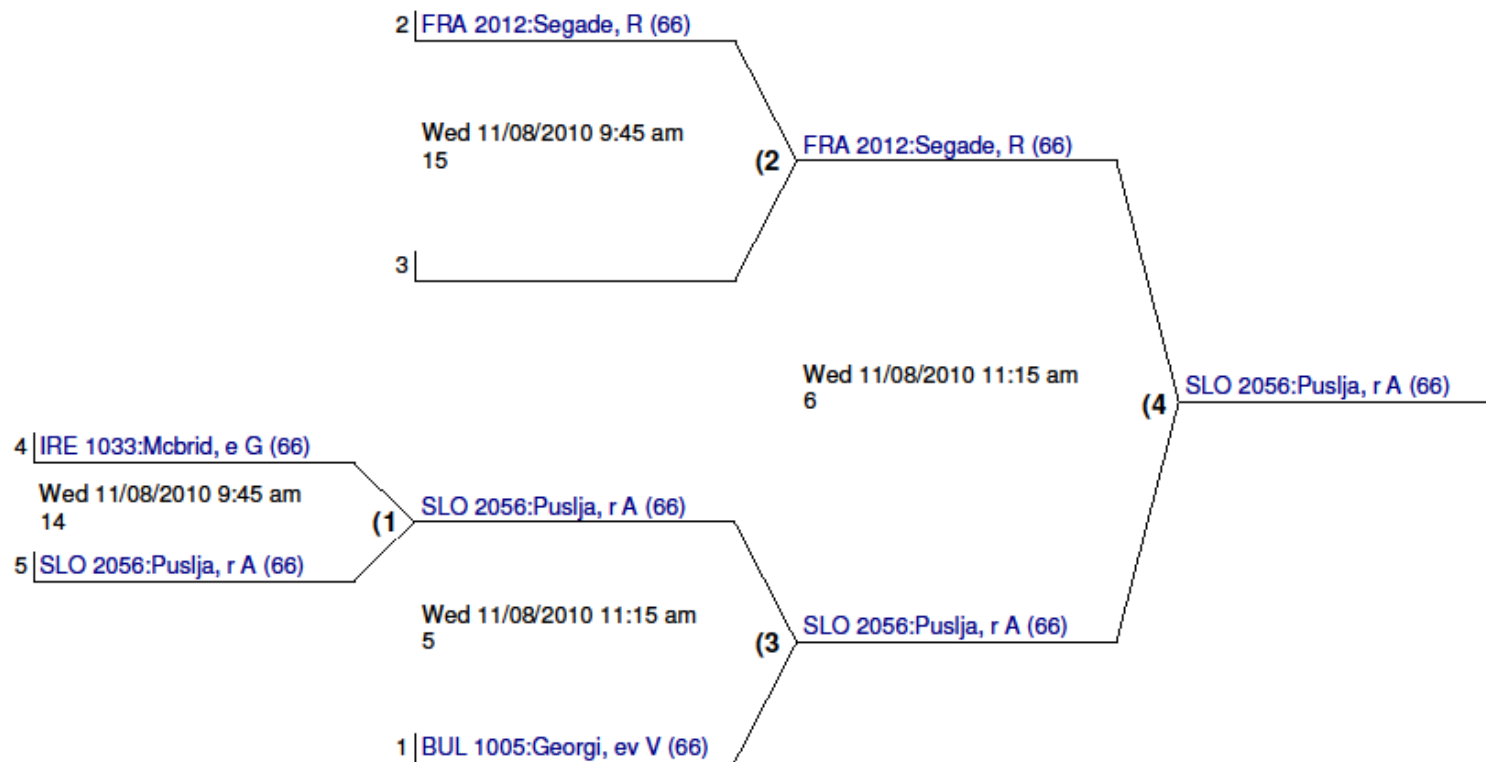 2 FRA 2012:Segade, R (66)
Wed 11/08/2010 9:45 am
15
(2
FRA 2012:Segade, R (66)
3
Wed 11/08/2010 11:15 am
6
(4
SLO 2056:Puslja, r A (66)
4 IRE 1033:Mcbrid, e G (66)
Wed 11/08/2010 9:45 am
14
(1
SLO 2056:Puslja, r A (66)
5 SLO 2056:Puslja, r A (66)
Wed 11/08/2010 11:15 am
5
(3
SLO 2056:Puslja, r A (66)
1 BUL 1005:Georgi, ev V (66)